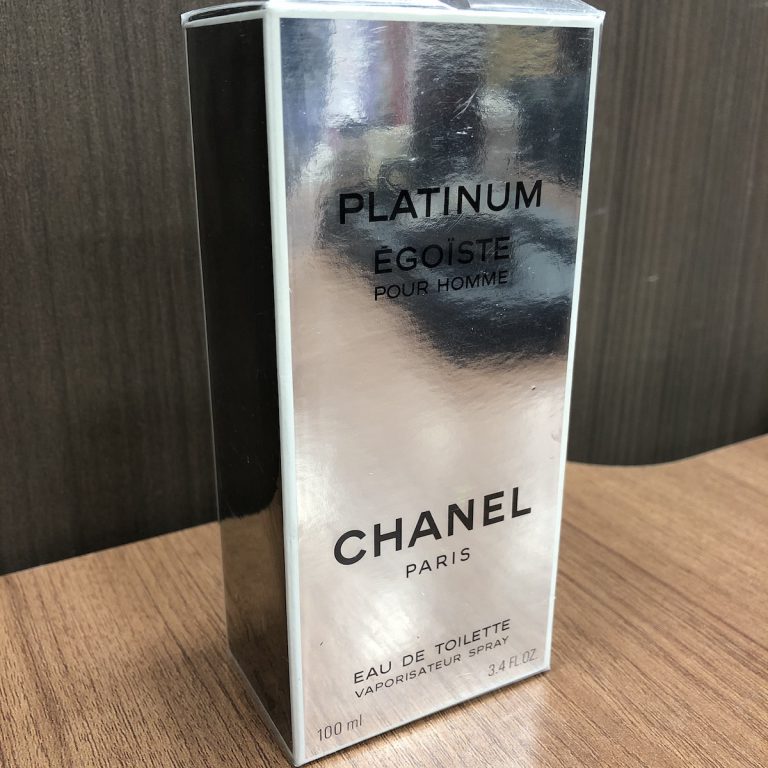 PLATINUM
ÉGOÏSTE
POUR HOMME
CHANEL
PARIS
EAU DE TOILETTE
VAPORISATEUR SPRAY
100 ml 3.4 FL.OZ.